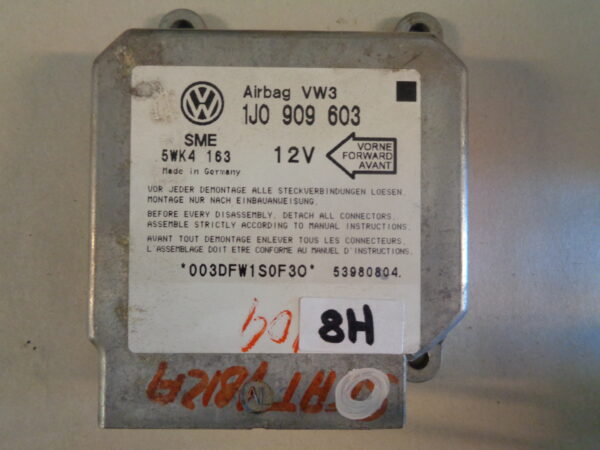 VW
Airbag VW3
1J0 909 603
SME
5WK4 163
Made in Germany
12V
VORNE
FORWARD
AVANT
VOR JEDER DEMONTAGE ALLE STECKVERBINDUNGEN LOESEN.
MONTAGE NUR NACH EINBAUANWEISUNG.
BEFORE EVERY DISASSEMBLY, DETACH ALL CONNECTORS.
ASSEMBLE STRICTLY ACCORDING TO MANUAL INSTRUCTIONS.
AVANT TOUT DEMONTAGE ENLEVER TOUS LES CONNECTEURS.
L'ASSEMBLAGE DOIT ETRE CONFORME AU MANUEL D'INSTRUCTIONS.
*003DFW1S0F30* 53980804.
8H